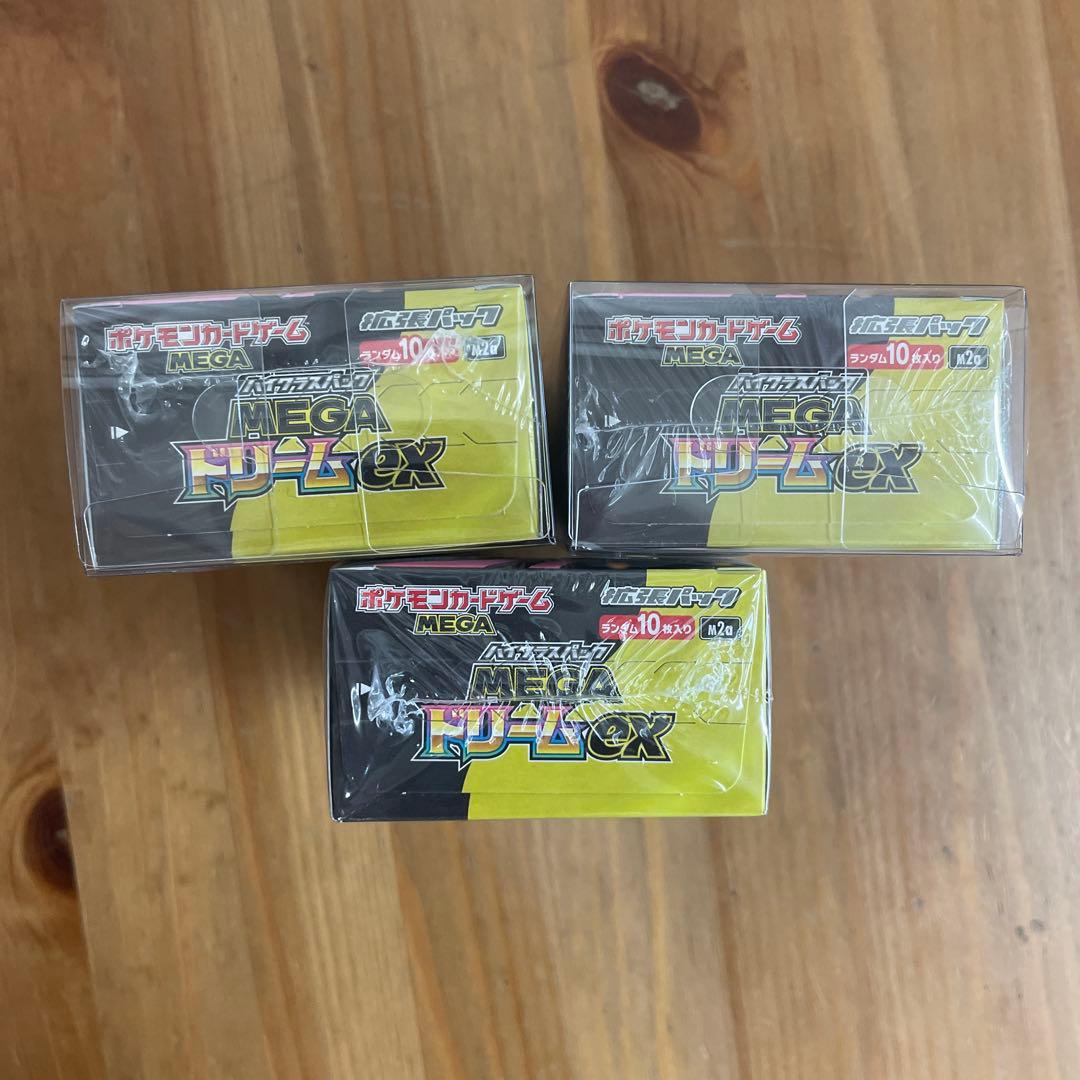 ポケモンカードゲーム
MEGA
拡張パック
ランダム10枚入り M2a
ハイクラスパック
MEGA
ドリームex
ポケモンカードゲーム
MEGA
拡張パック
ランダム10枚入り M2a
ハイクラスパック
MEGA
ドリームex
ポケモンカードゲーム
MEGA
拡張パック
ランダム10枚入り M2a
ハイクラスパック
MEGA
ドリームex